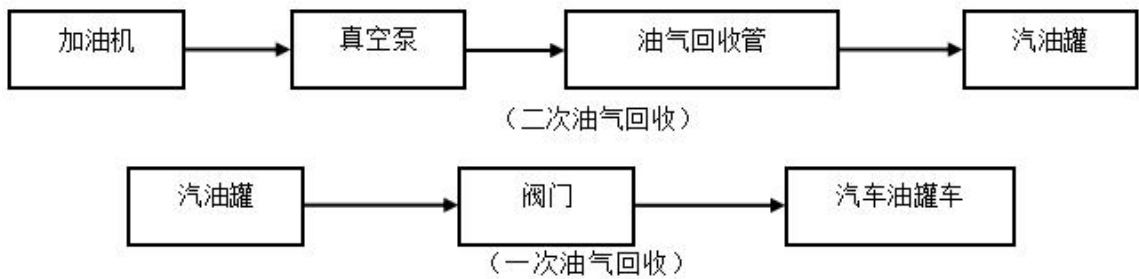 加油机 真空泵 油气回收管 汽油罐
（二次油气回收）
汽油罐 阀门 汽车油罐车
（一次油气回收）